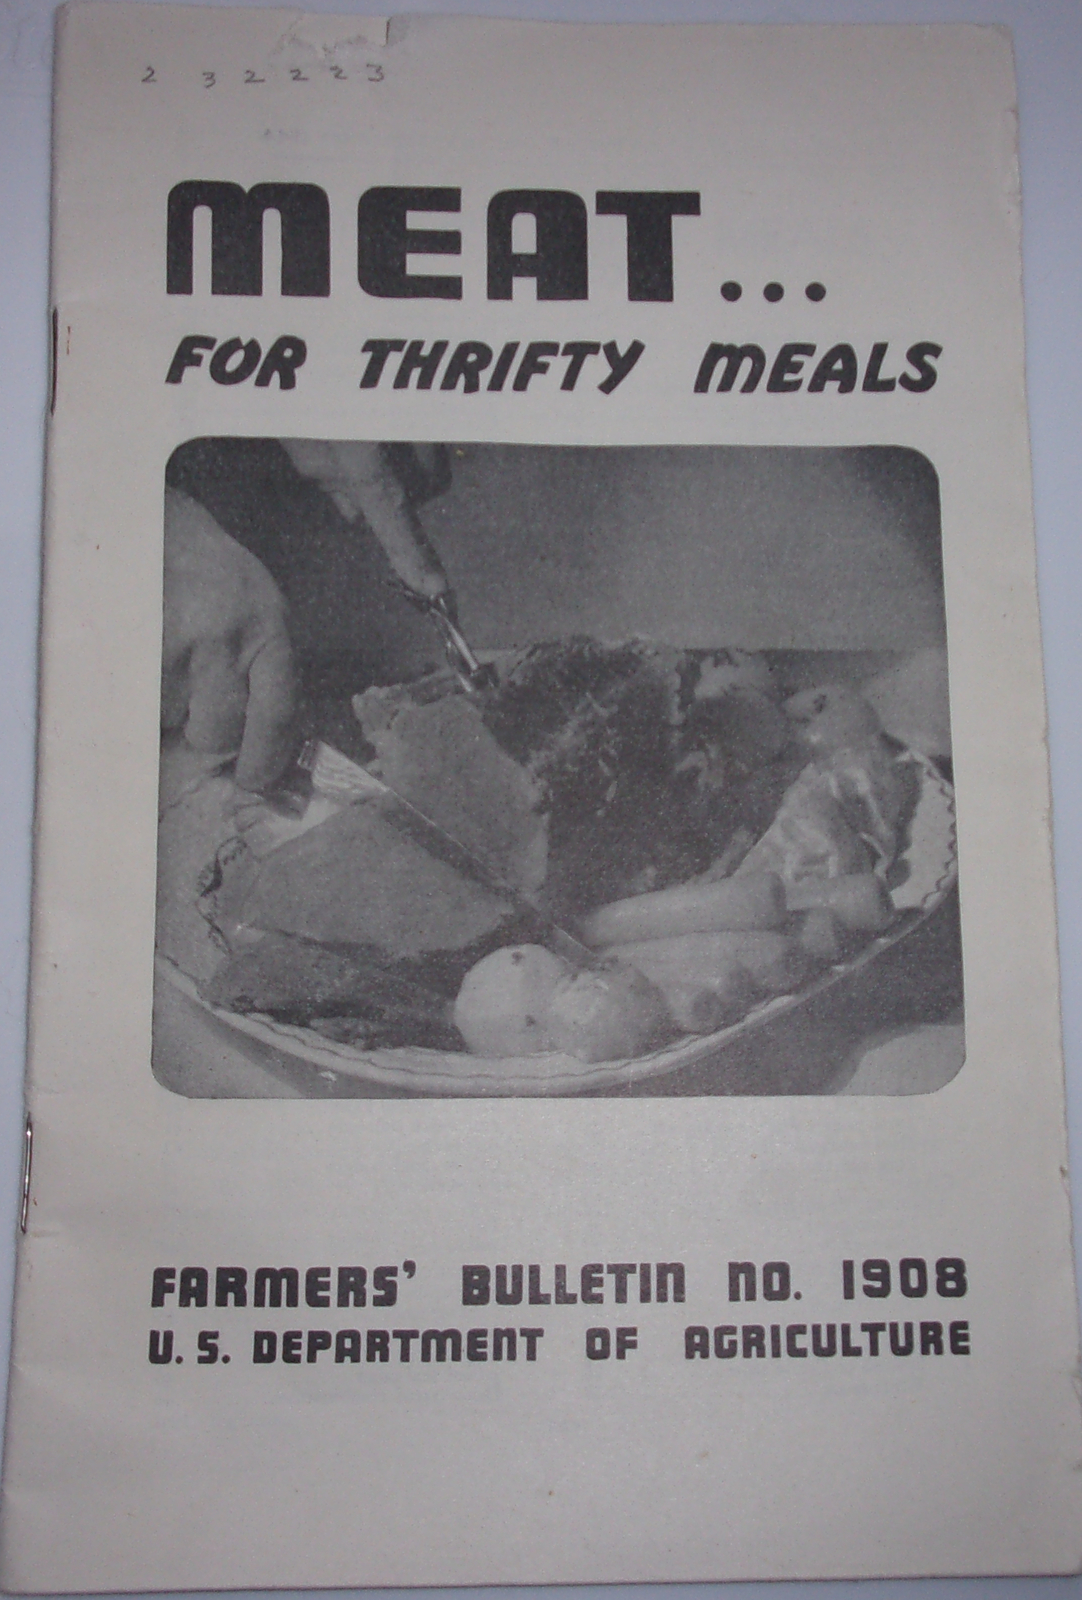 2 3 2 2 2 3
MEAT...
FOR THRIFTY MEALS
FARMERS' BULLETIN NO. 1908
U. S. DEPARTMENT OF AGRICULTURE